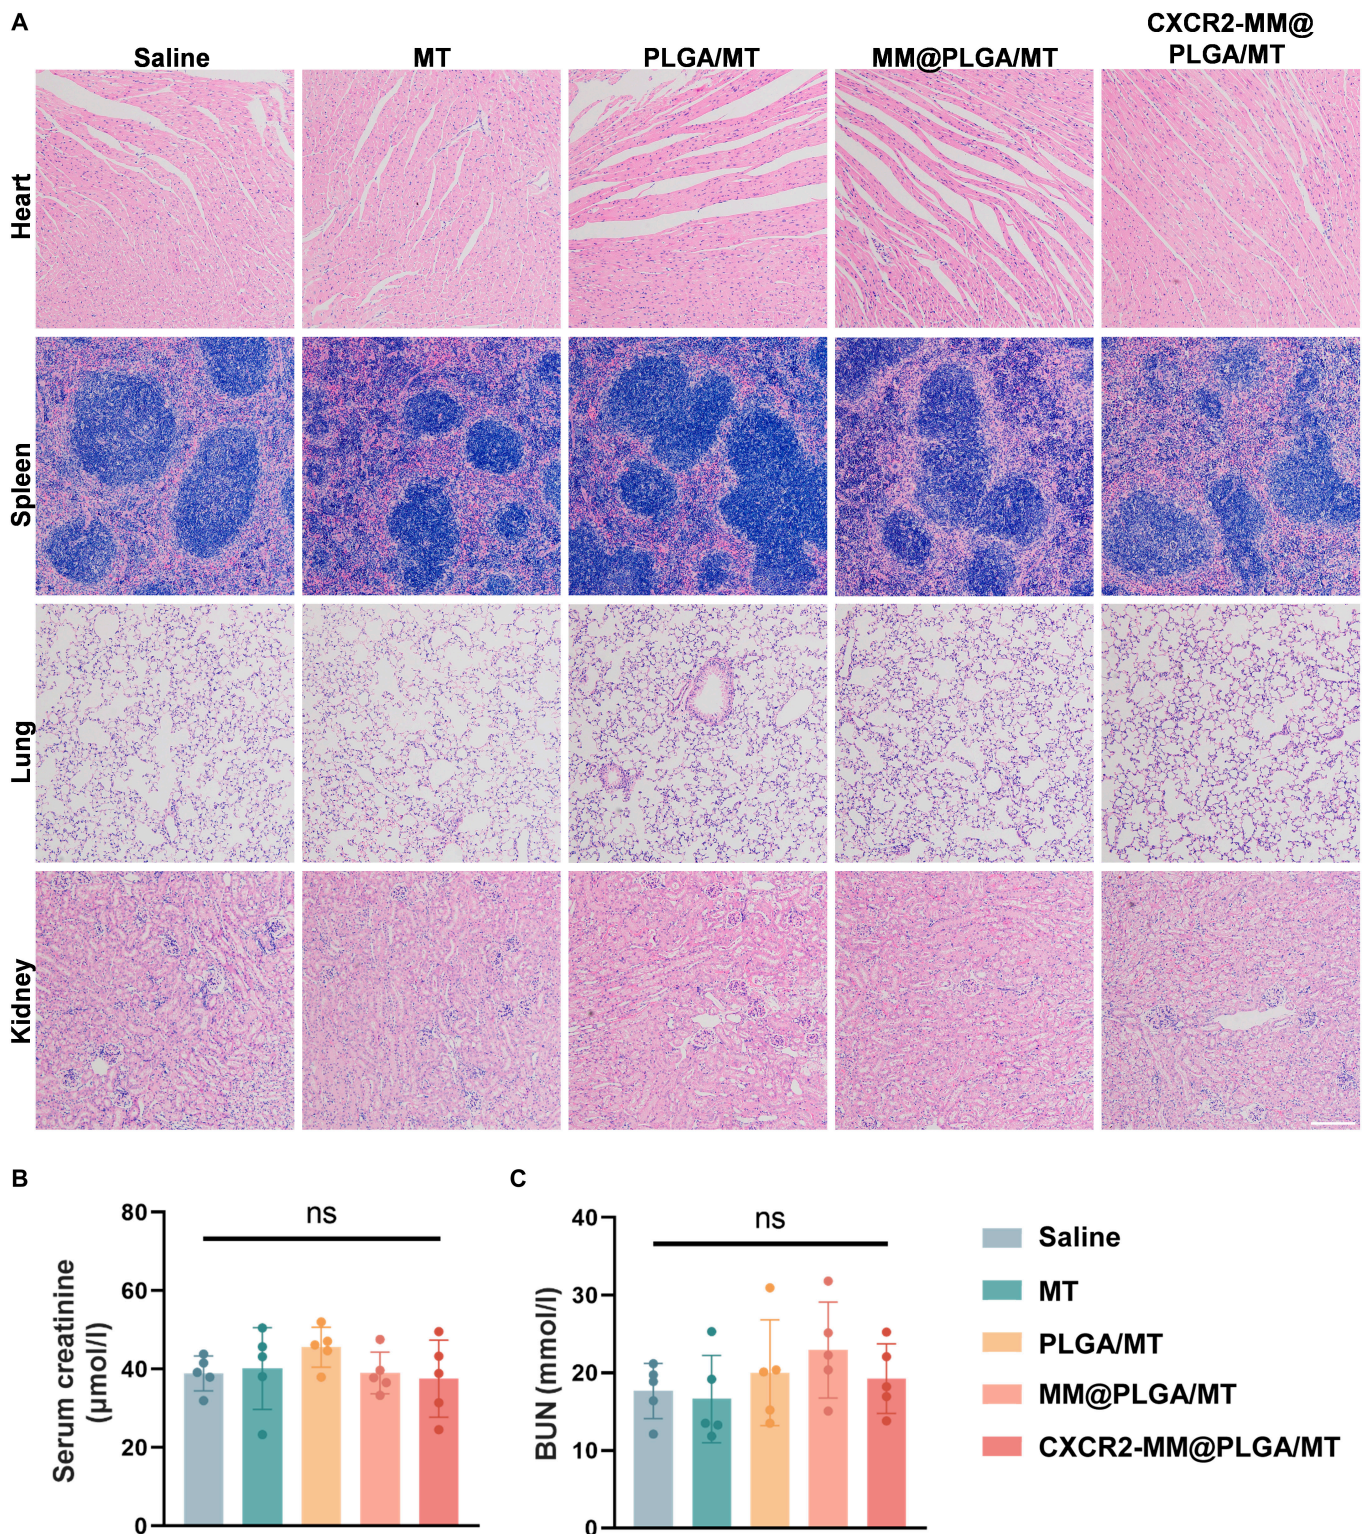 A
Saline
MT
PLGA/MT
MM@PLGA/MT
CXCR2-MM@
PLGA/MT
Heart
Spleen
Lung
Kidney
B
80
60
40
20
0
Serum creatinine
(μmol/l)
ns
C
40
30
20
10
0
BUN (mmol/l)
ns
Saline
MT
PLGA/MT
MM@PLGA/MT
CXCR2-MM@PLGA/MT